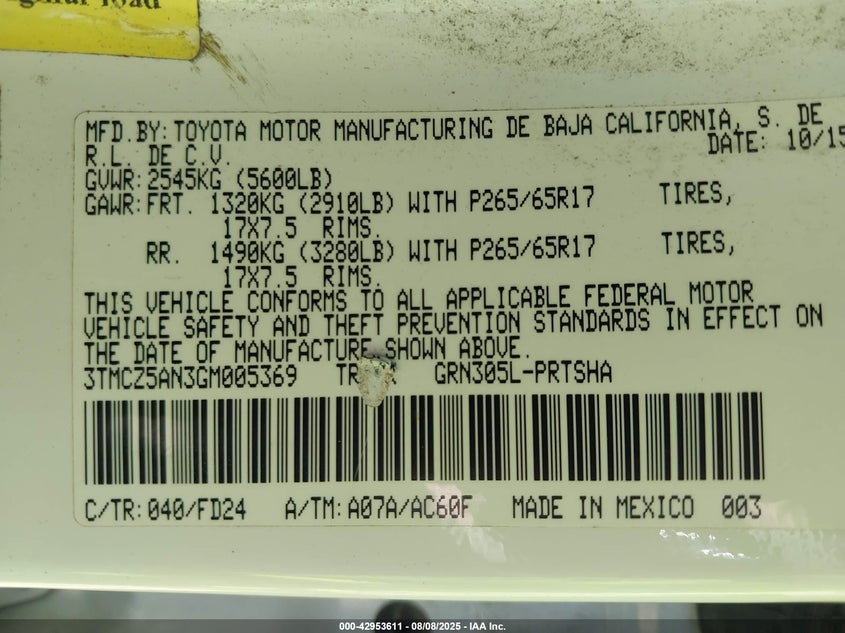 road
MFD.BY:TOYOTA MOTOR MANUFACTURING DE BAJA CALIFORNIA, S. DE
R.L. DE C.V. DATE: 10/15
GVWR:2545KG (5600LB)
GAWR:FRT. 1320KG (2910LB) WITH P265/65R17 TIRES,
17X7.5 RIMS.
RR. 1490KG (3280LB) WITH P265/65R17 TIRES,
17X7.5 RIMS.
THIS VEHICLE CONFORMS TO ALL APPLICABLE FEDERAL MOTOR
VEHICLE SAFETY AND THEFT PREVENTION STANDARDS IN EFFECT ON
THE DATE OF MANUFACTURE SHOWN ABOVE.
3TMCZ5AN3GM005369 GRN305L-PRTSHA
C/TR:040/FD24 A/TM:A07A/AC60F MADE IN MEXICO 003
000-42953611 - 08/08/2025 - IAA Inc.